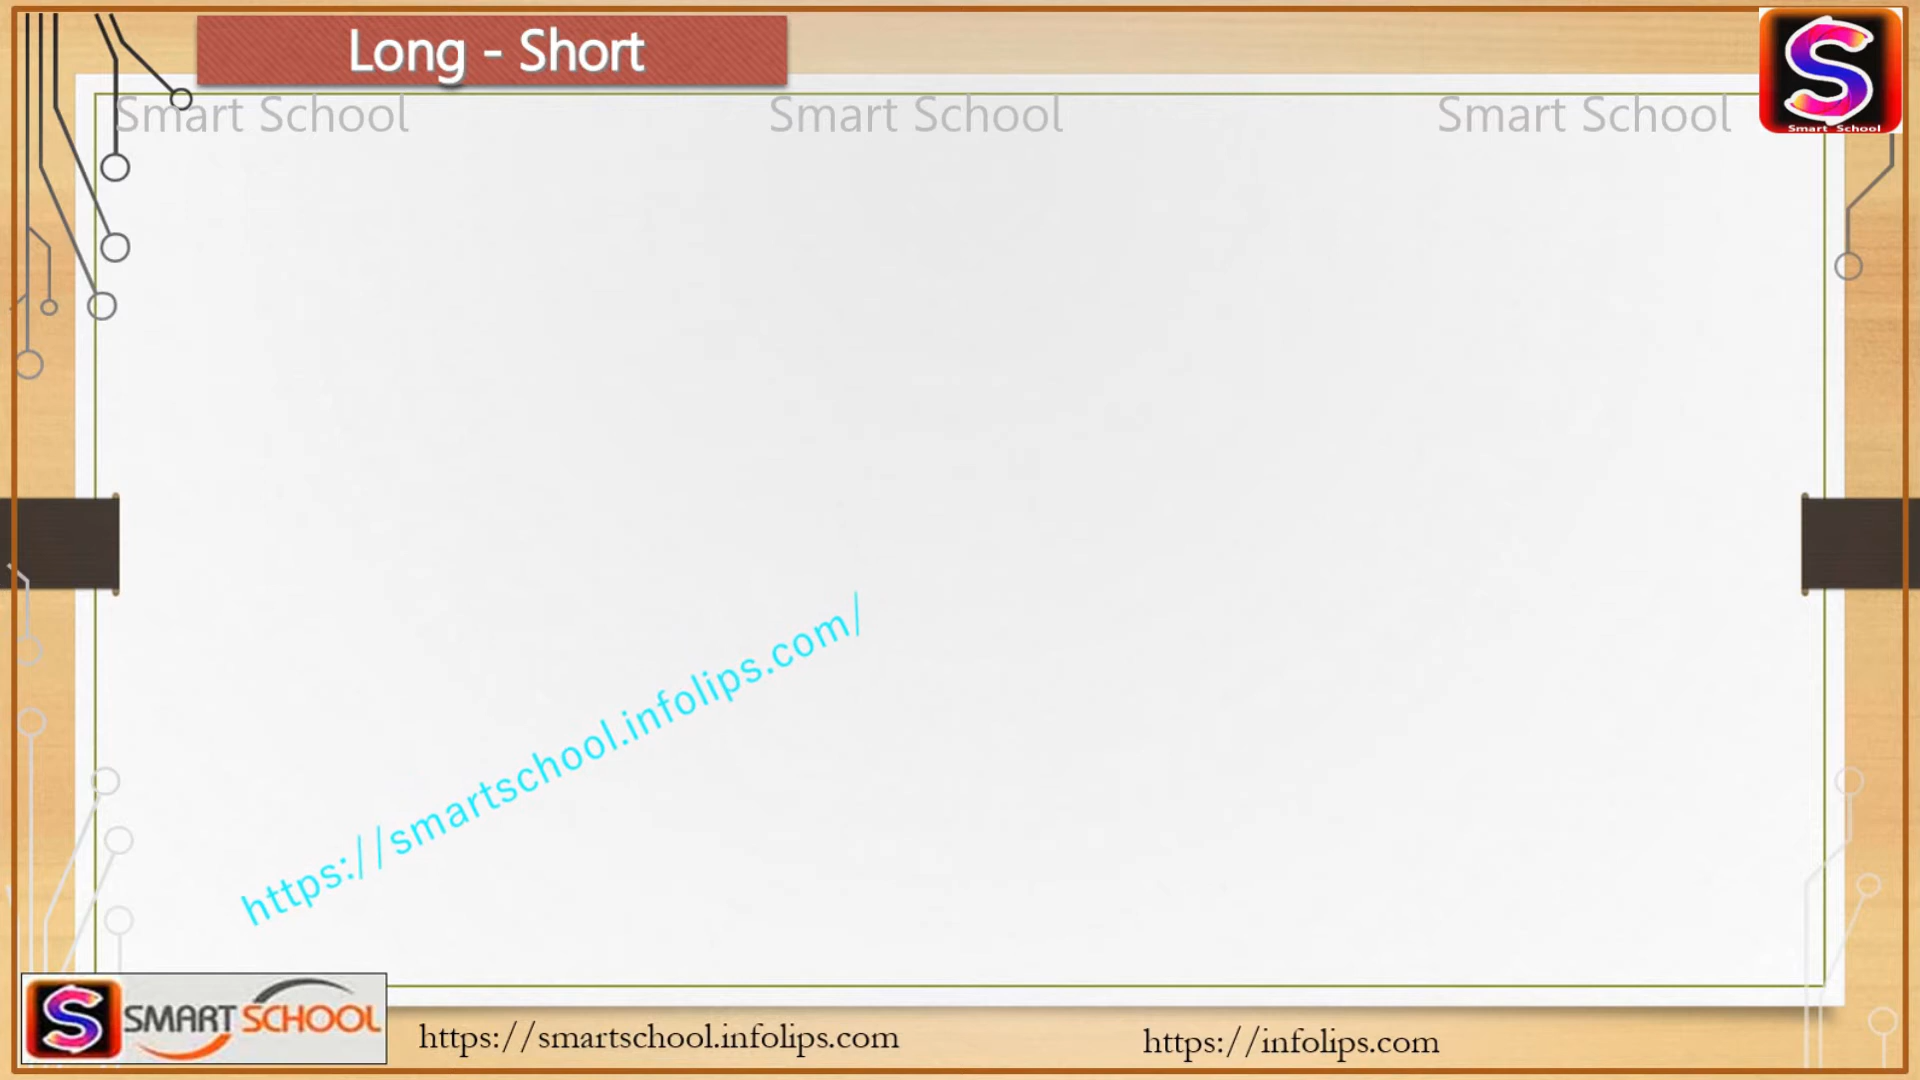 Long - Short
Smart School Smart School Smart School
Smart School
https://smartschool.infolips.com/
SMART SCHOOL
https://smartschool.infolips.com
https://infolips.com